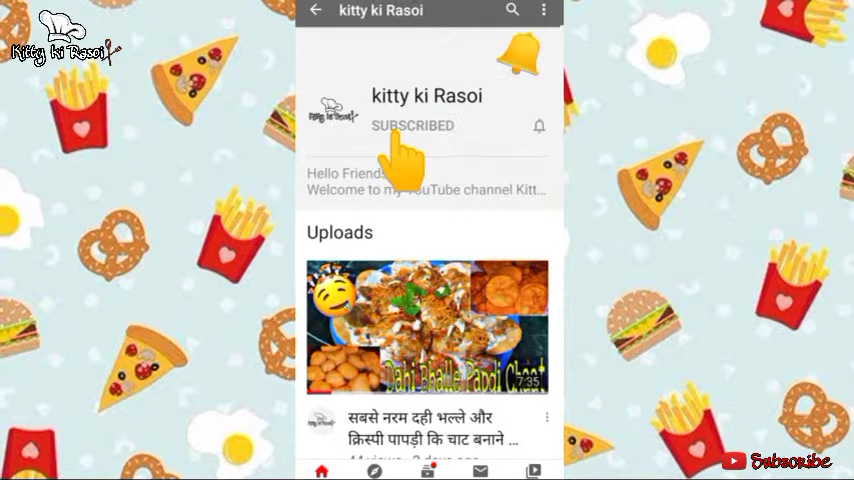 Kitty Ki Rasoi
kitty ki Rasoi
kitty ki Rasoi
SUBSCRIBED
Hello Friends
Welcome to my YouTube channel Kitt...
Uploads
Dahi Bhalle Papdi Chaat
7:35
सबसे नरम दही भल्ले और
क्रिस्पी पापड़ी कि चाट बनाने ...
Subscribe